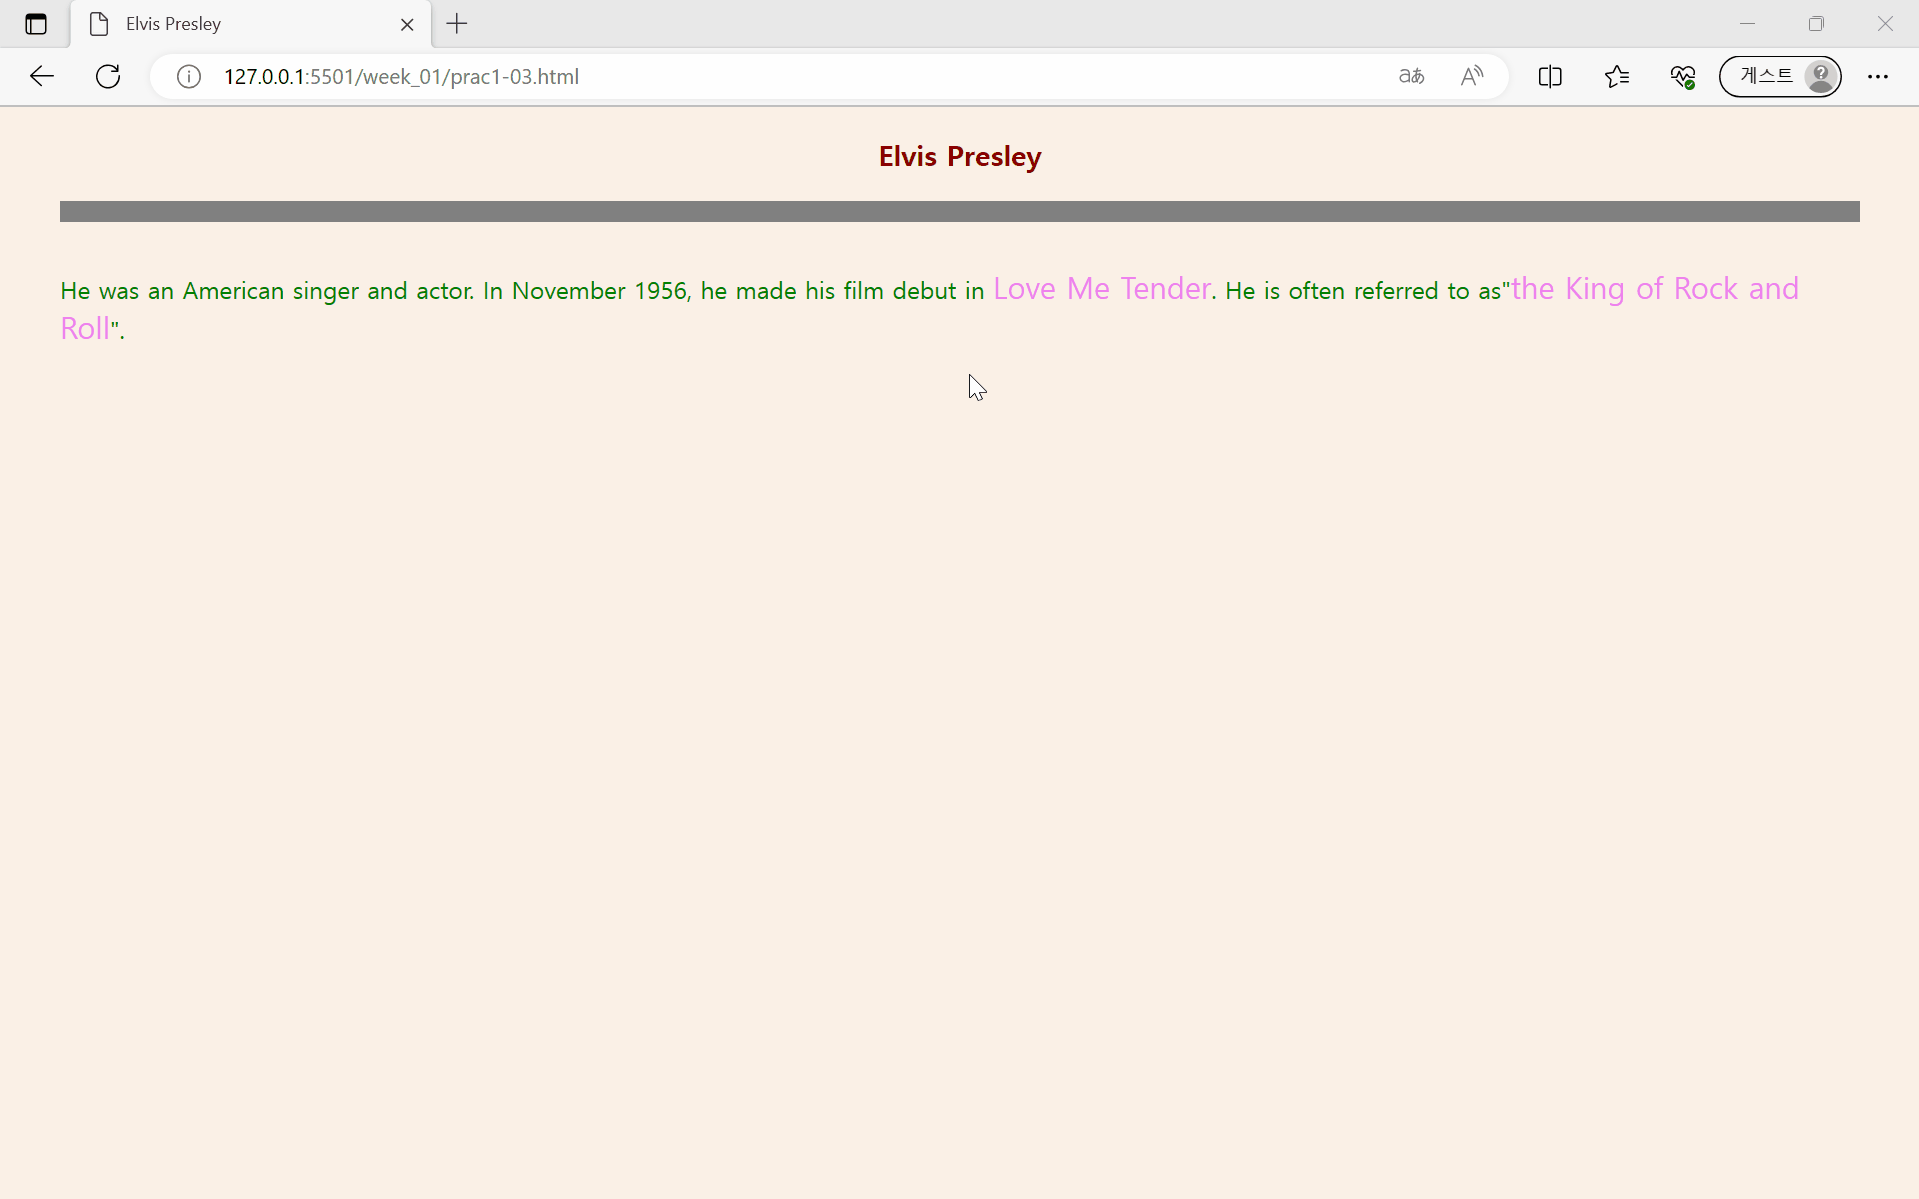 Elvis Presley
127.0.0.1:5501/week_01/prac1-03.html
aあ
A
게스트
Elvis Presley
He was an American singer and actor. In November 1956, he made his film debut in Love Me Tender. He is often referred to as"the King of Rock and
Roll".